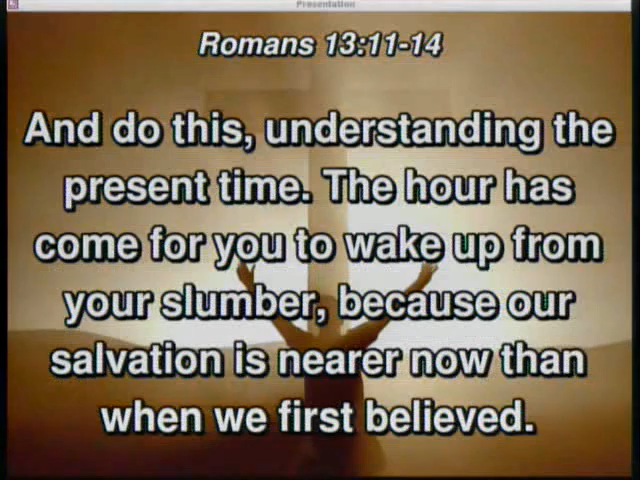 Presentation
Romans 13:11-14
And do this, understanding the
present time. The hour has
come for you to wake up from
your slumber, because our
salvation is nearer now than
when we first believed.